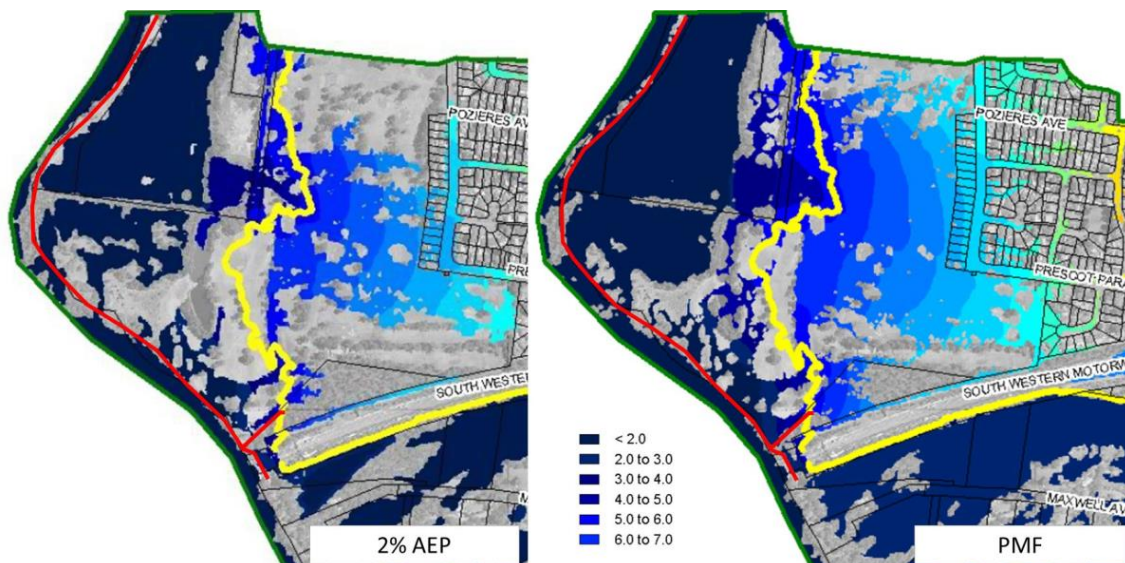 POZIERES AV
PRE
SOUTH WESTERN
M
2% AEP
POZIERES AVE
PRESCOT PARA
SOUTH WESTERN MOTORW
MAXWELL AV
< 2.0
2.0 to 3.0
3.0 to 4.0
4.0 to 5.0
5.0 to 6.0
6.0 to 7.0
PMF